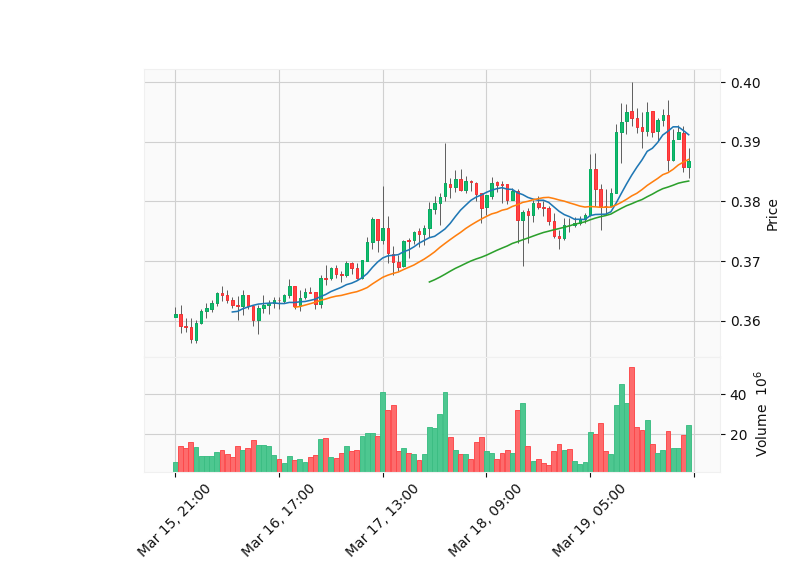 0.40
0.39
0.38
0.37
0.36
Price
40
20
Volume 10^6
Mar 15, 21:00
Mar 16, 17:00
Mar 17, 13:00
Mar 18, 09:00
Mar 19, 05:00